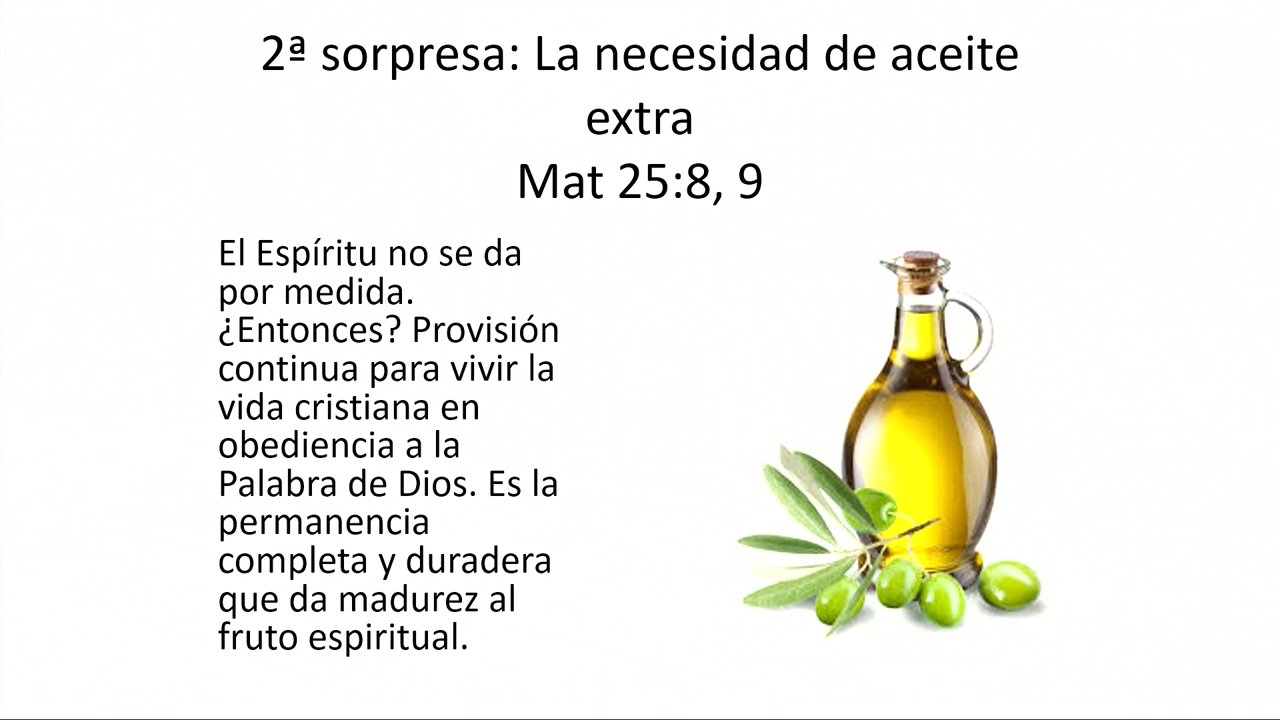 2ª sorpresa: La necesidad de aceite
extra
Mat 25:8, 9
El Espíritu no se da
por medida.
¿Entonces? Provisión
continua para vivir la
vida cristiana en
obediencia a la
Palabra de Dios. Es la
permanencia
completa y duradera
que da madurez al
fruto espiritual.